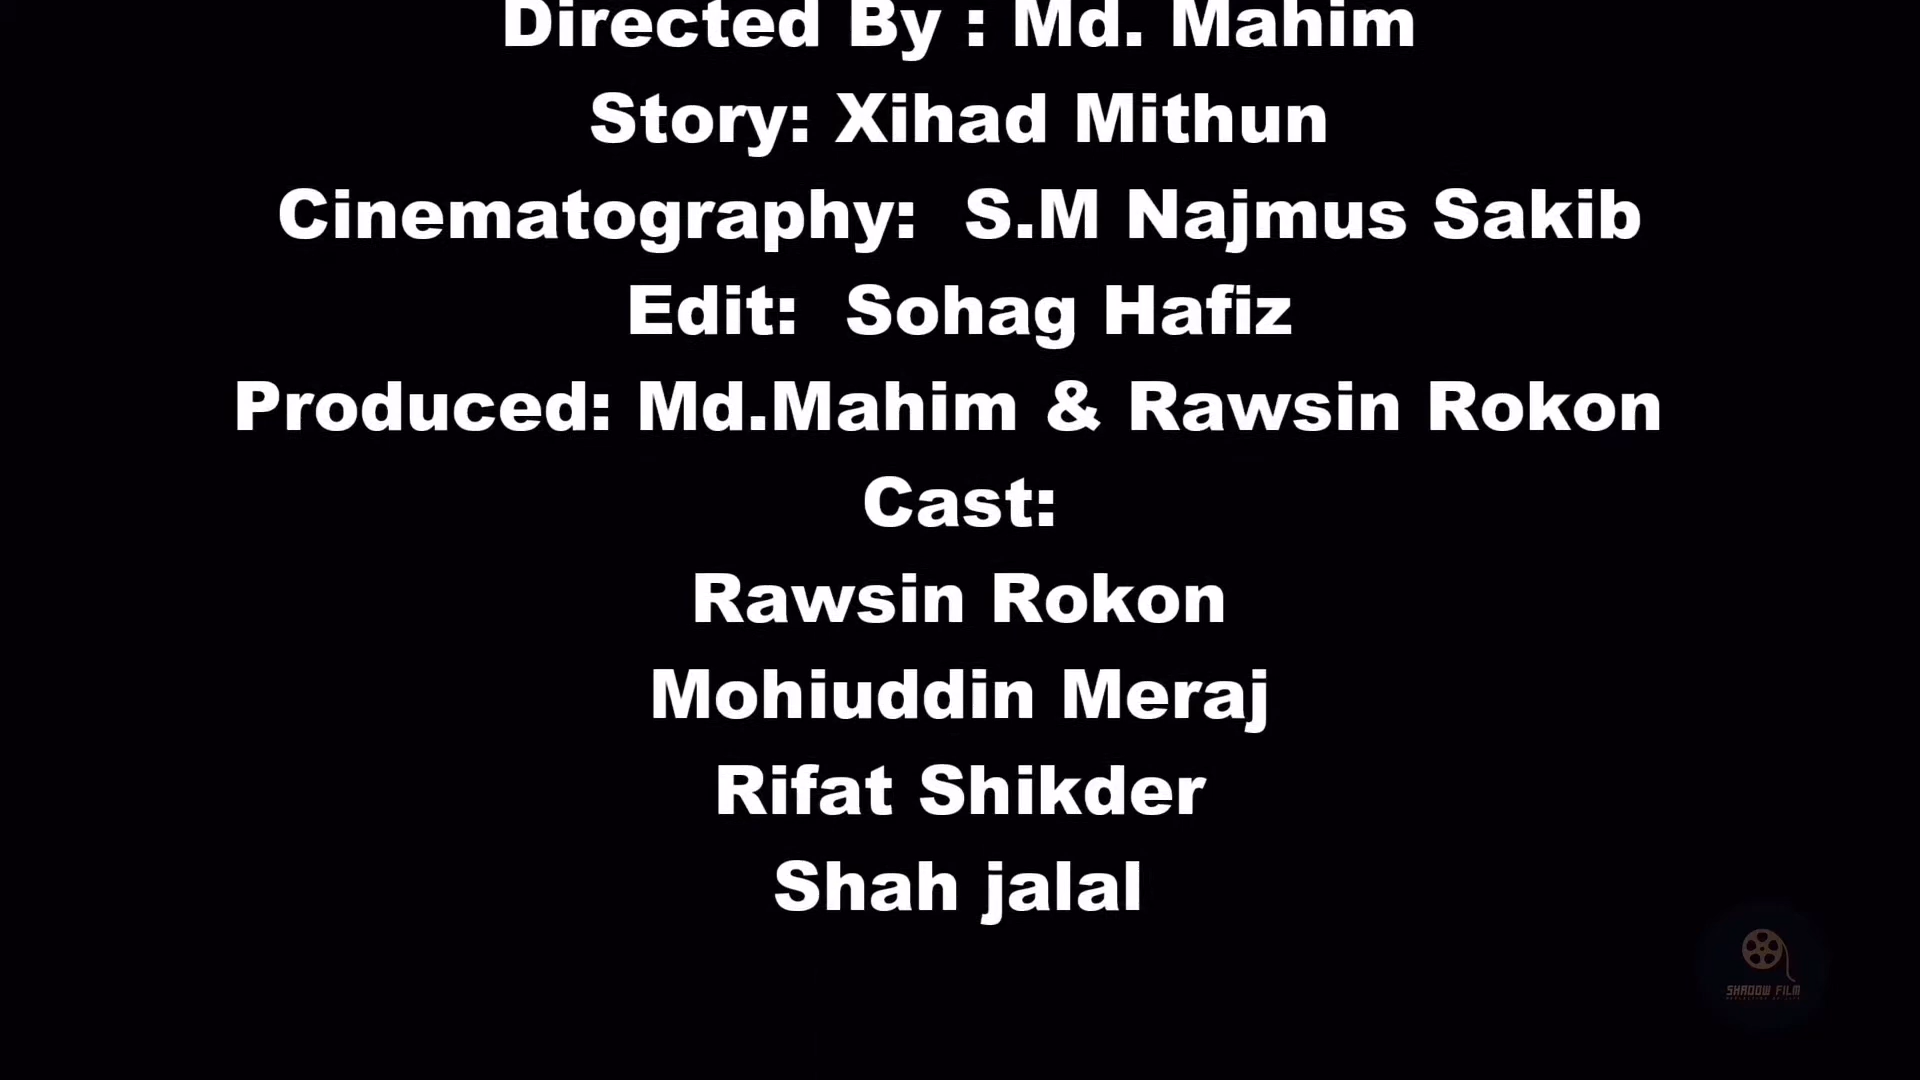 Directed By : Md. Mahim
Story: Xihad Mithun
Cinematography:  S.M Najmus Sakib
Edit:  Sohag Hafiz
Produced: Md.Mahim & Rawsin Rokon
Cast:
Rawsin Rokon
Mohiuddin Meraj
Rifat Shikder
Shah jalal
SHADOW FILM